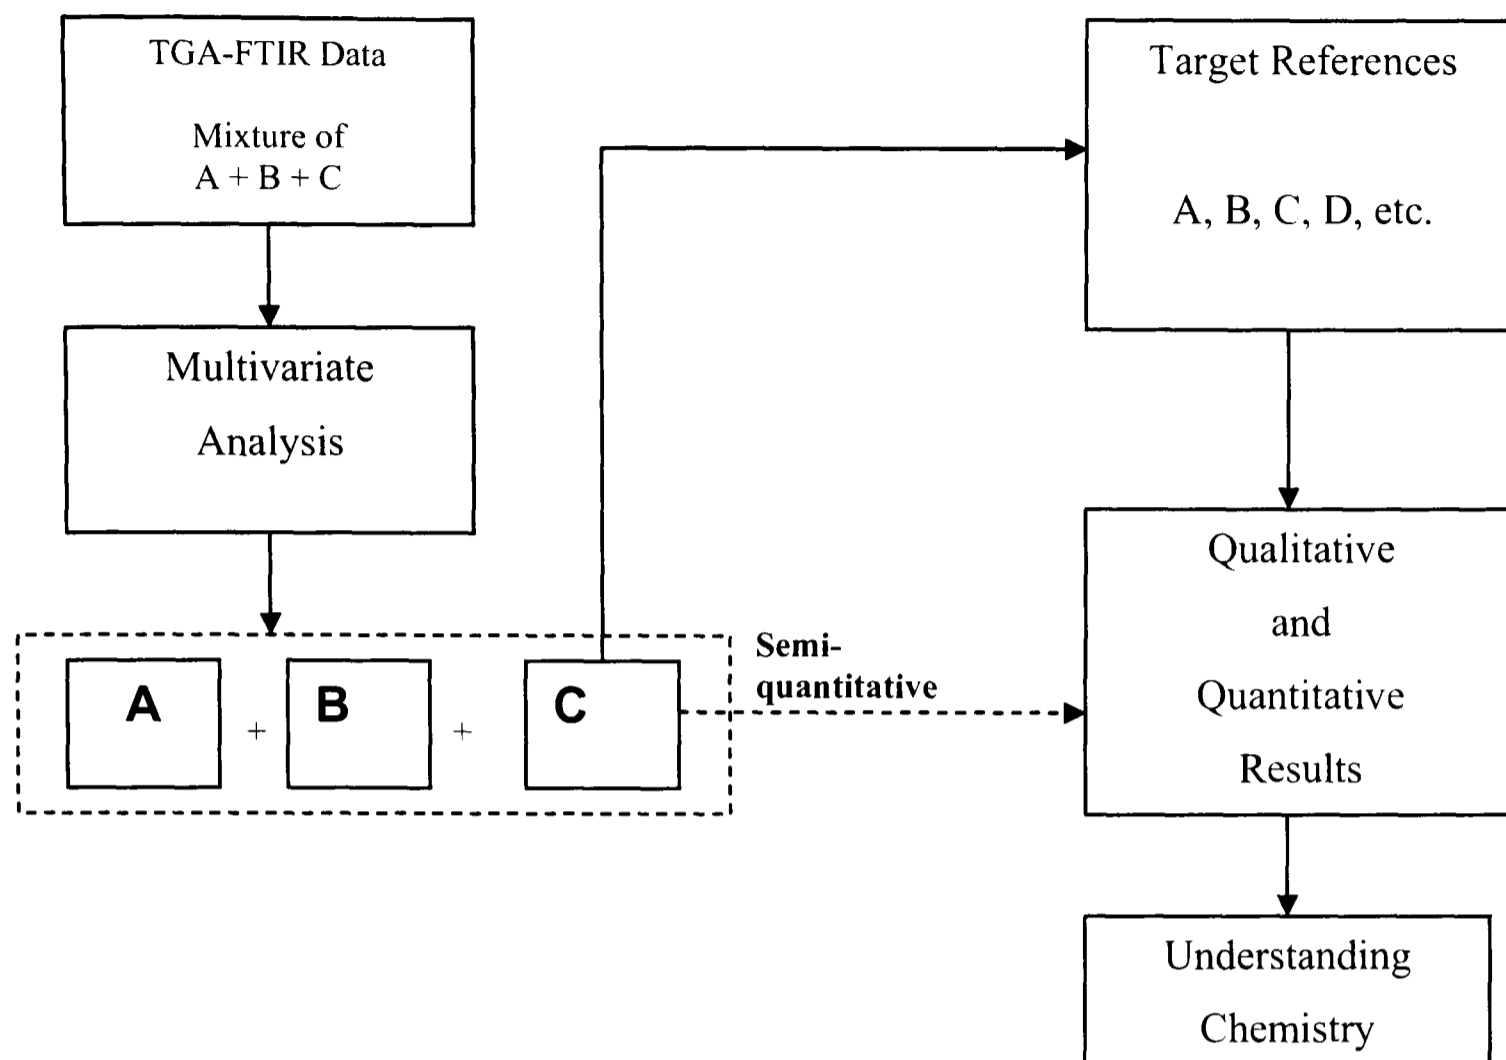 TGA-FTIR Data
Mixture of
A + B + C
Multivariate
Analysis
A + B + C
Semi-
quantitative
Target References
A, B, C, D, etc.
Qualitative
and
Quantitative
Results
Understanding
Chemistry